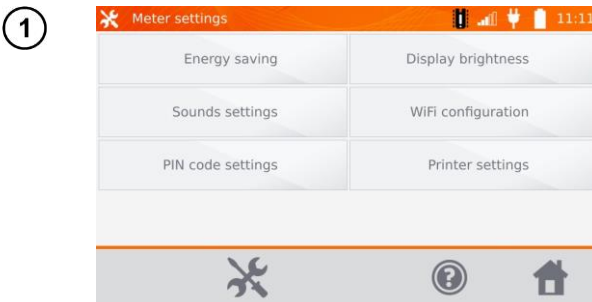 1
Meter settings 11:11
Energy saving Display brightness
Sounds settings WiFi configuration
PIN code settings Printer settings
?